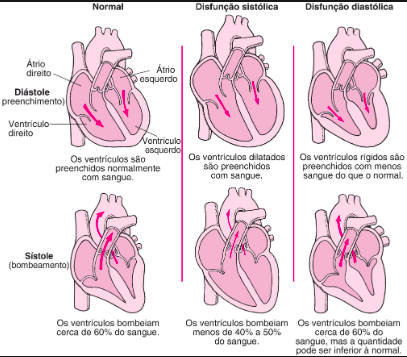 Normal
Disfunção sistólica
Disfunção diastólica
Átrio
direito
Átrio
esquerdo
Diástole
(preenchimento)
Ventrículo
direito
Ventrículo
esquerdo
Os ventrículos são
preenchidos normalmente
com sangue.
Os ventrículos dilatados
são preenchidos
com sangue.
Os ventrículos rígidos são
preenchidos com menos
sangue do que o normal.
Sístole
(bombeamento)
Os ventrículos bombeiam
cerca de 60% do sangue.
Os ventrículos bombeiam
menos de 40% a 50%
do sangue.
Os ventrículos bombeiam
cerca de 60% do
sangue, mas a quantidade
pode ser inferior à normal.